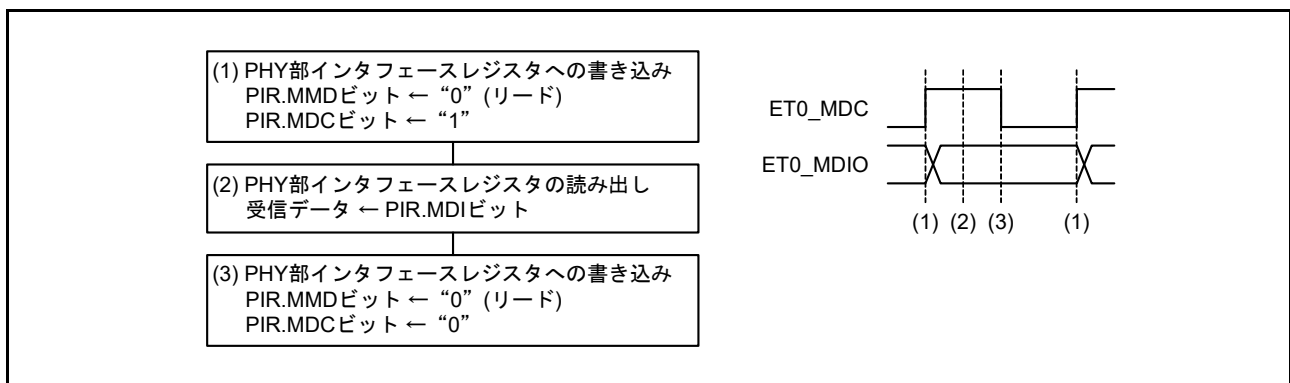 (1) PHY部インタフェースレジスタへの書き込み
PIR.MMDビット ← “0” (リード)
PIR.MDCビット ← “1”
(2) PHY部インタフェースレジスタの読み出し
受信データ ← PIR.MDIビット
(3) PHY部インタフェースレジスタへの書き込み
PIR.MMDビット ← “0” (リード)
PIR.MDCビット ← “0”
ET0_MDC
ET0_MDIO
(1) (2) (3) (1)